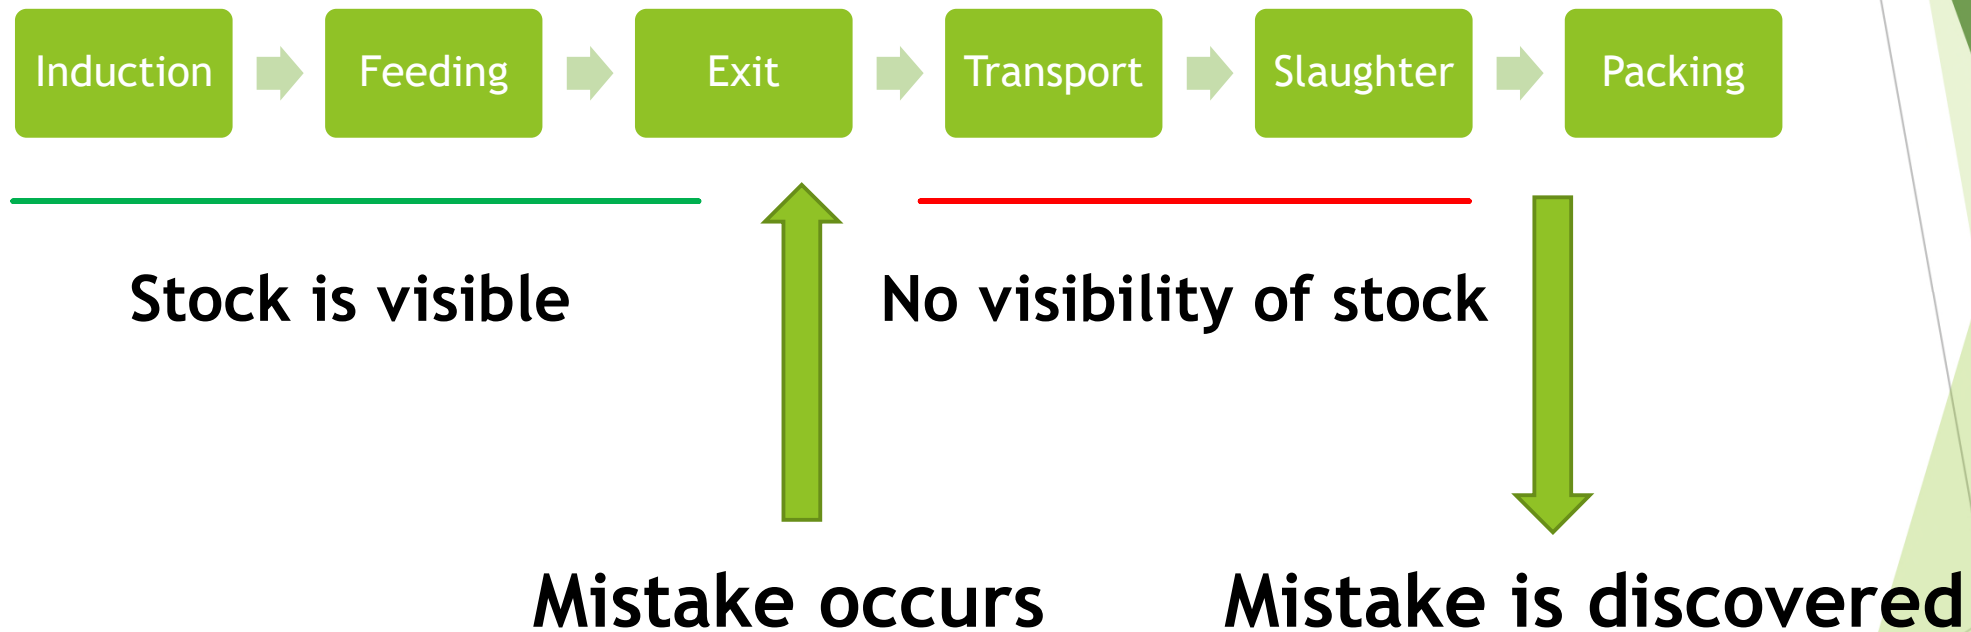 Induction
Feeding
Exit
Transport
Slaughter
Packing
Stock is visible
No visibility of stock
Mistake occurs
Mistake is discovered